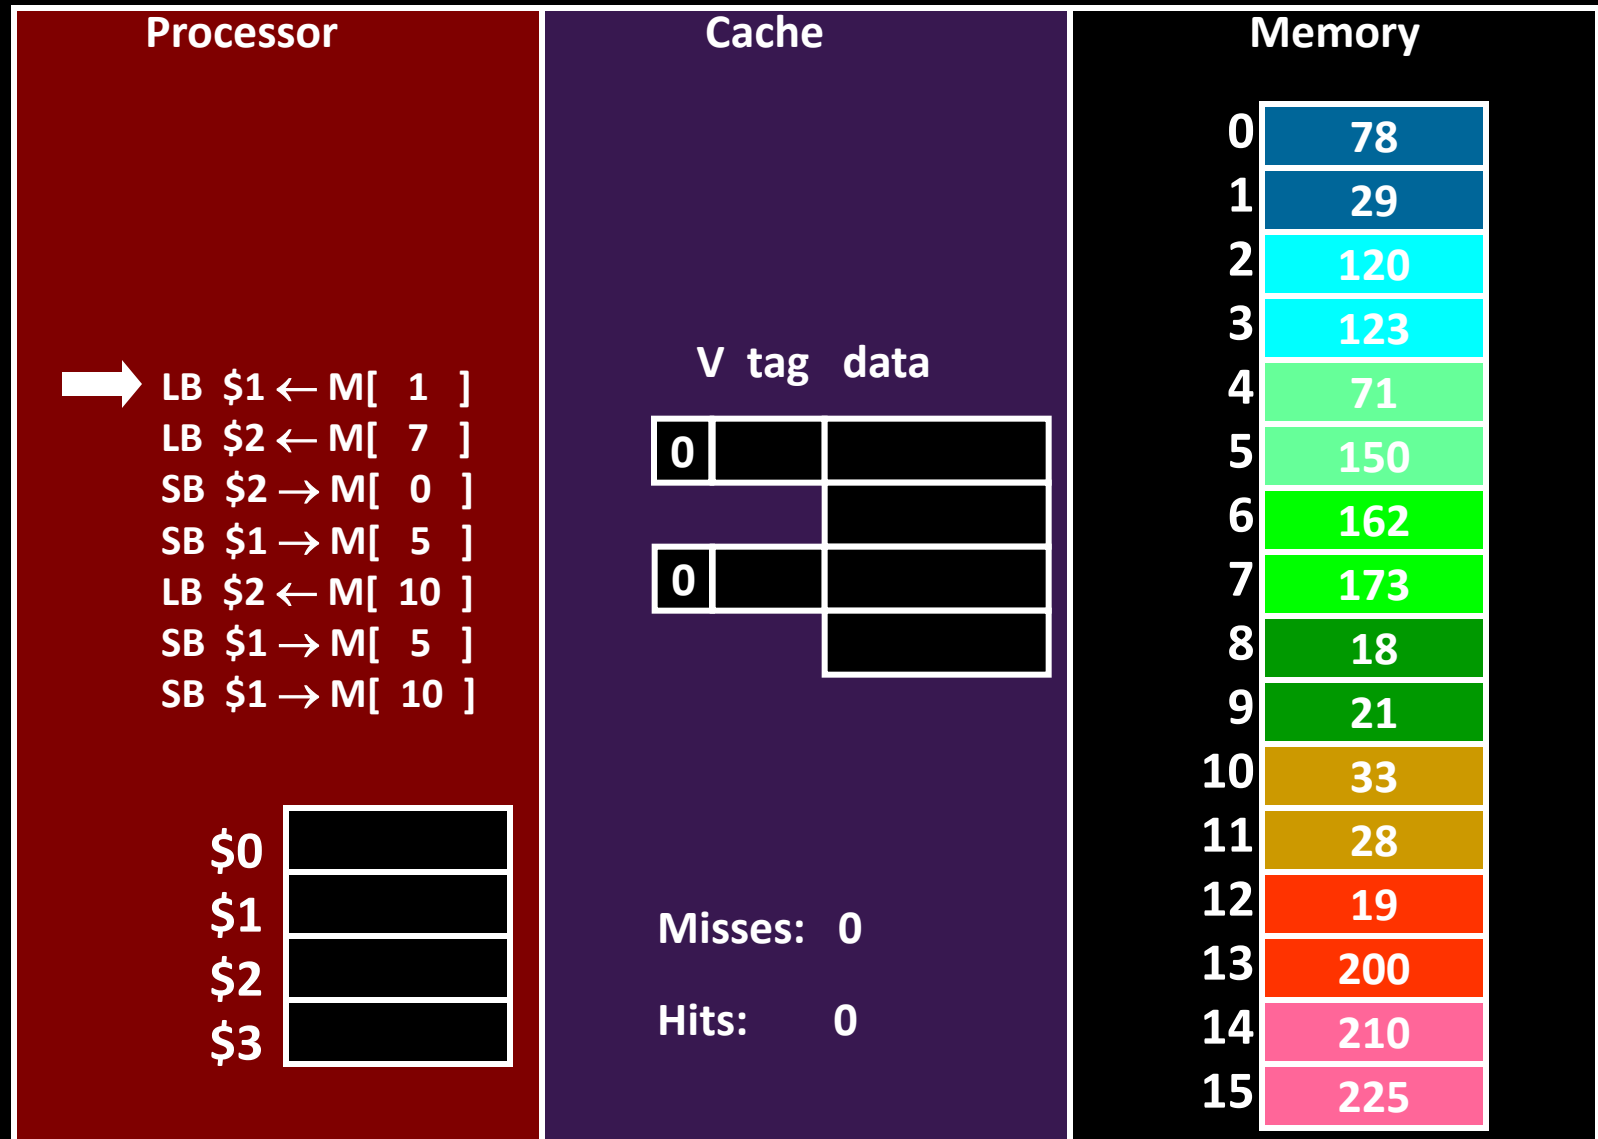 Processor
LB $1 ← M[ 1 ]
LB $2 ← M[ 7 ]
SB $2 → M[ 0 ]
SB $1 → M[ 5 ]
LB $2 ← M[ 10 ]
SB $1 → M[ 5 ]
SB $1 → M[ 10 ]
$0
$1
$2
$3
Cache
V tag data
0
0
Misses: 0
Hits: 0
Memory
0 78
1 29
2 120
3 123
4 71
5 150
6 162
7 173
8 18
9 21
10 33
11 28
12 19
13 200
14 210
15 225